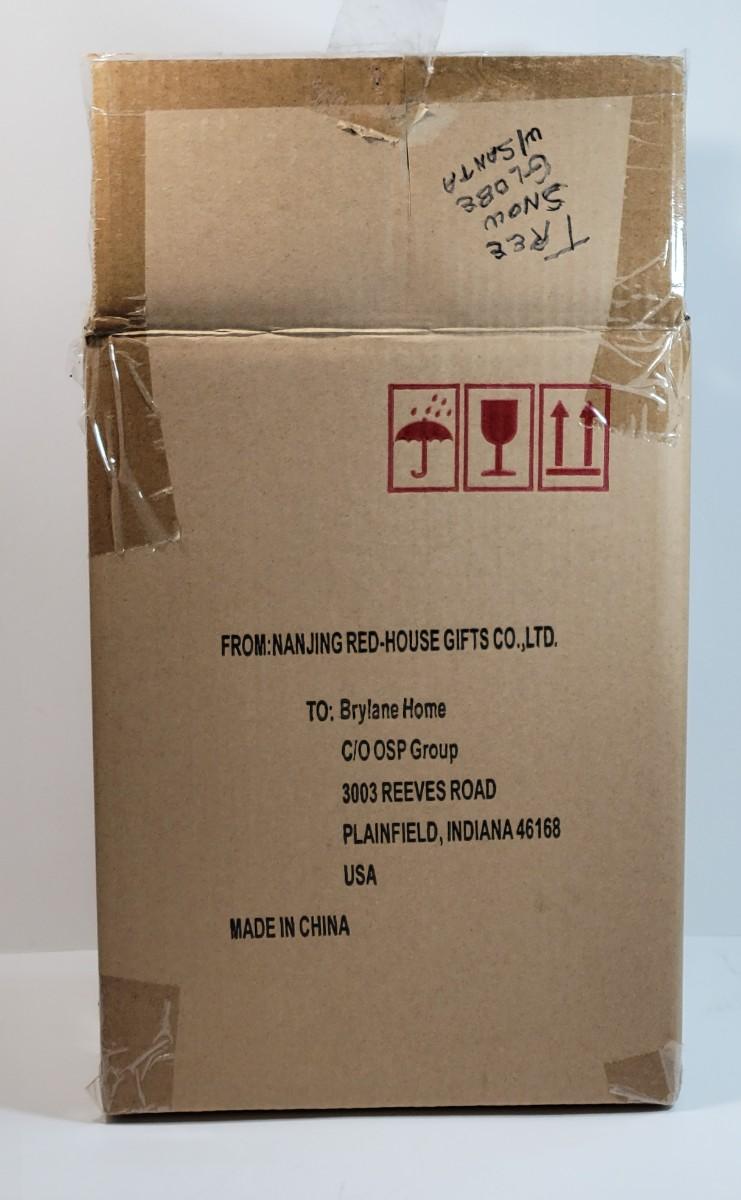 TREE
SNOW
GLOBE
W/SANTA
FROM:NANJING RED-HOUSE GIFTS CO.,LTD.
TO: Brylane Home
C/O OSP Group
3003 REEVES ROAD
PLAINFIELD, INDIANA 46168
USA
MADE IN CHINA